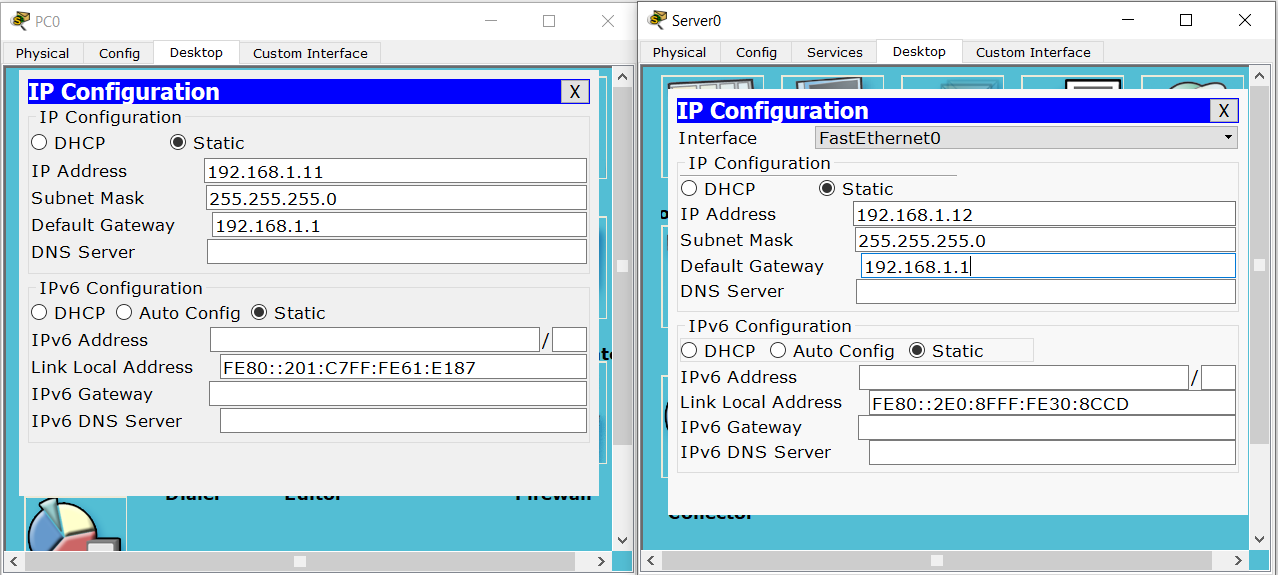 PC0
Physical Config Desktop Custom Interface
IP Configuration X
IP Configuration
DHCP Static
IP Address 192.168.1.11
Subnet Mask 255.255.255.0
Default Gateway 192.168.1.1
DNS Server
IPv6 Configuration
DHCP Auto Config Static
IPv6 Address /
Link Local Address FE80::201:C7FF:FE61:E187
IPv6 Gateway
IPv6 DNS Server
Dialer Editor Firewall
Server0
Physical Config Services Desktop Custom Interface
IP Configuration X
Interface FastEthernet0
IP Configuration
DHCP Static
IP Address 192.168.1.12
Subnet Mask 255.255.255.0
Default Gateway 192.168.1.1
DNS Server
IPv6 Configuration
DHCP Auto Config Static
IPv6 Address /
Link Local Address FE80::2E0:8FFF:FE30:8CCD
IPv6 Gateway
IPv6 DNS Server
Collector